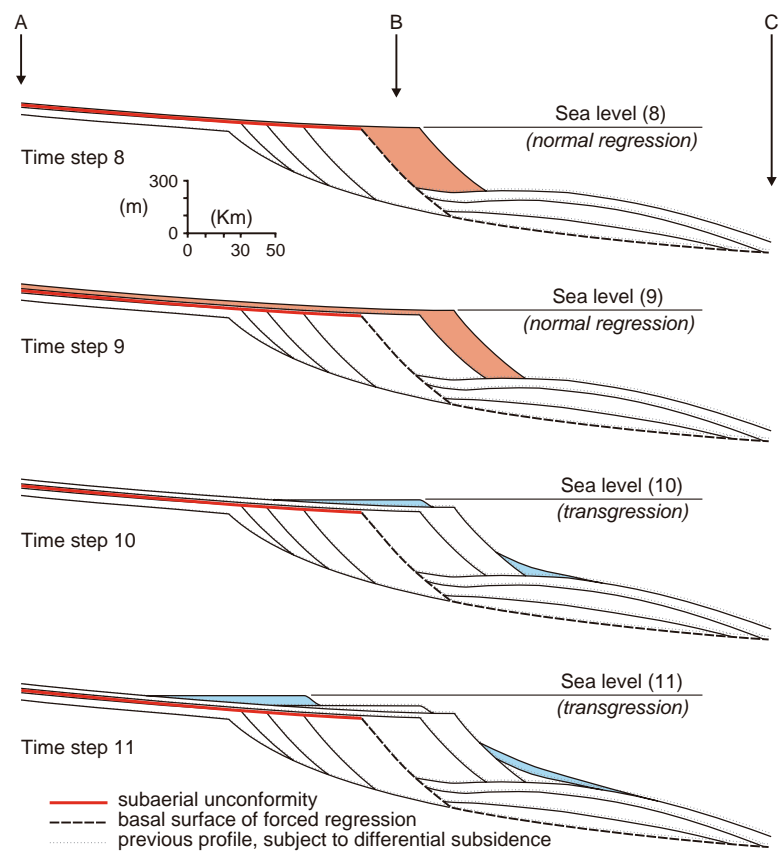 A B C
Sea level (8)
(normal regression)
Time step 8
300
(m)
(Km)
0
0 30 50
Sea level (9)
(normal regression)
Time step 9
Sea level (10)
(transgression)
Time step 10
Sea level (11)
(transgression)
Time step 11
subaerial unconformity
basal surface of forced regression
previous profile, subject to differential subsidence